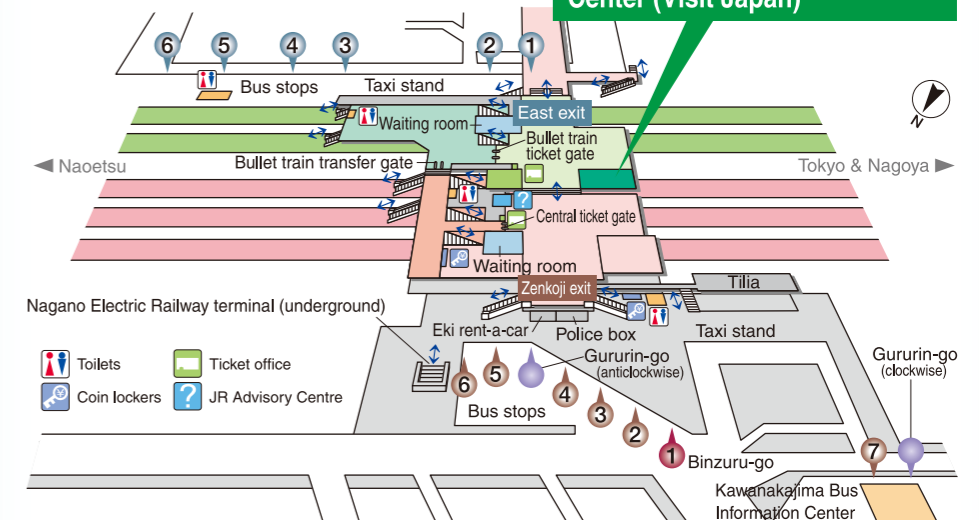 Center (Visit Japan)
6
5
4
3
2
1
Bus stops
Taxi stand
East exit
N
Waiting room
Bullet train
ticket gate
Naoetsu
Bullet train transfer gate
Tokyo & Nagoya
?
Central ticket gate
Waiting room
Zenkoji exit
Tilia
Nagano Electric Railway terminal (underground)
Eki rent-a-car
Police box
Taxi stand
Toilets
Ticket office
Coin lockers
? JR Advisory Centre
Gururin-go
(anticlockwise)
Gururin-go
(clockwise)
6
5
4
3
2
1
Bus stops
Binzuru-go
7
Kawanakajima Bus
Information Center